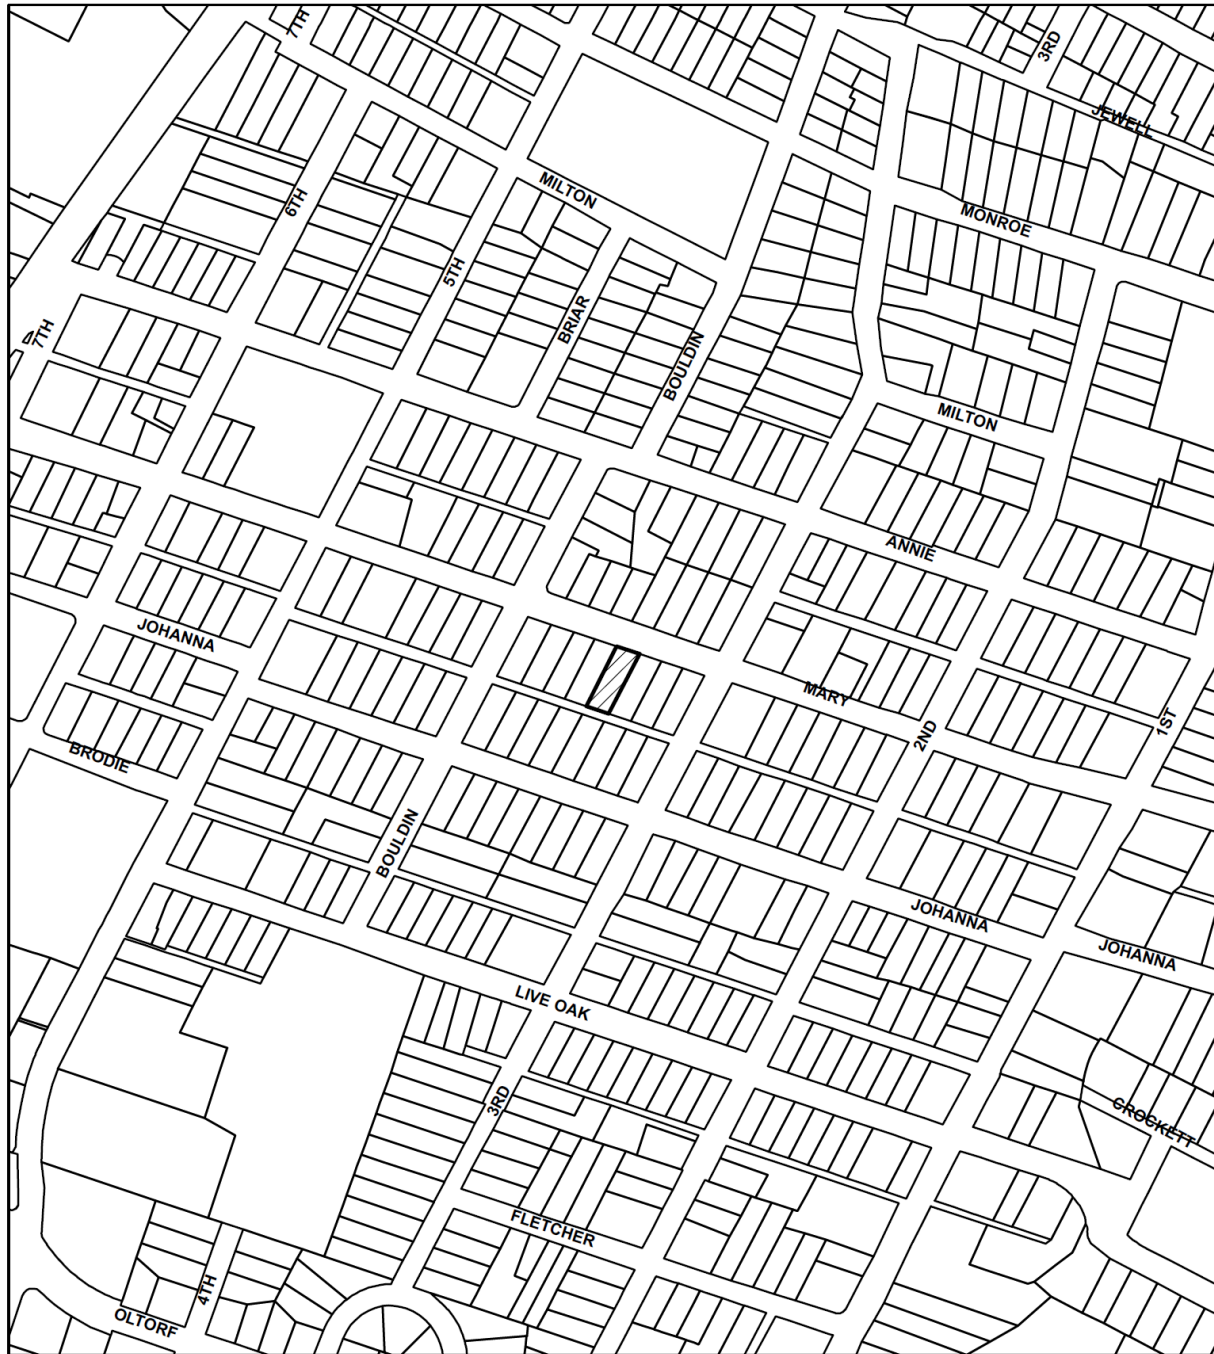 7TH
3RD
JEWELL
MILTON
6TH
MONROE
5TH
BRIAR
7TH
BOULDIN
MILTON
ANNIE
JOHANNA
MARY
1ST
2ND
BRODIE
BOULDIN
JOHANNA
JOHANNA
LIVE OAK
3RD
CROCKETT
FLETCHER
4TH
OLTORF